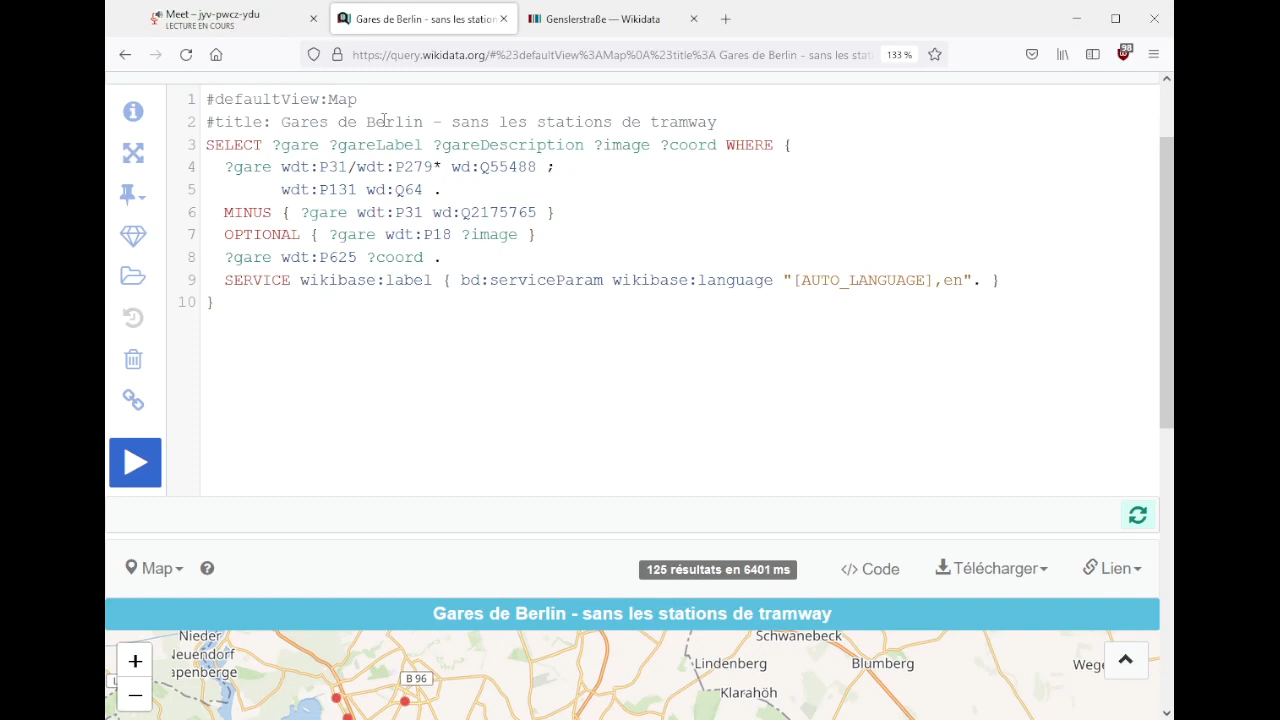 Meet – jyv-pwcz-ydu
LECTURE EN COURS
Gares de Berlin - sans les station
Genslerstraße — Wikidata
https://query.wikidata.org/#%23defaultView%3AMap%0A%23title%3A Gares de Berlin - sans les stat
133 %
98
1 #defaultView:Map
2 #title: Gares de Berlin - sans les stations de tramway
3 SELECT ?gare ?gareLabel ?gareDescription ?image ?coord WHERE {
4 ?gare wdt:P31/wdt:P279* wd:Q55488 ;
5 wdt:P131 wd:Q64 .
6 MINUS { ?gare wdt:P31 wd:Q2175765 }
7 OPTIONAL { ?gare wdt:P18 ?image }
8 ?gare wdt:P625 ?coord .
9 SERVICE wikibase:label { bd:serviceParam wikibase:language "[AUTO_LANGUAGE],en". }
10 }
Map
125 résultats en 6401 ms
</> Code
Télécharger
Lien
Gares de Berlin - sans les stations de tramway
Nieder
Neuendorf
apenberge
B 96
Schwanebeck
Lindenberg
Blumberg
Wege
Klarahöh
+
−